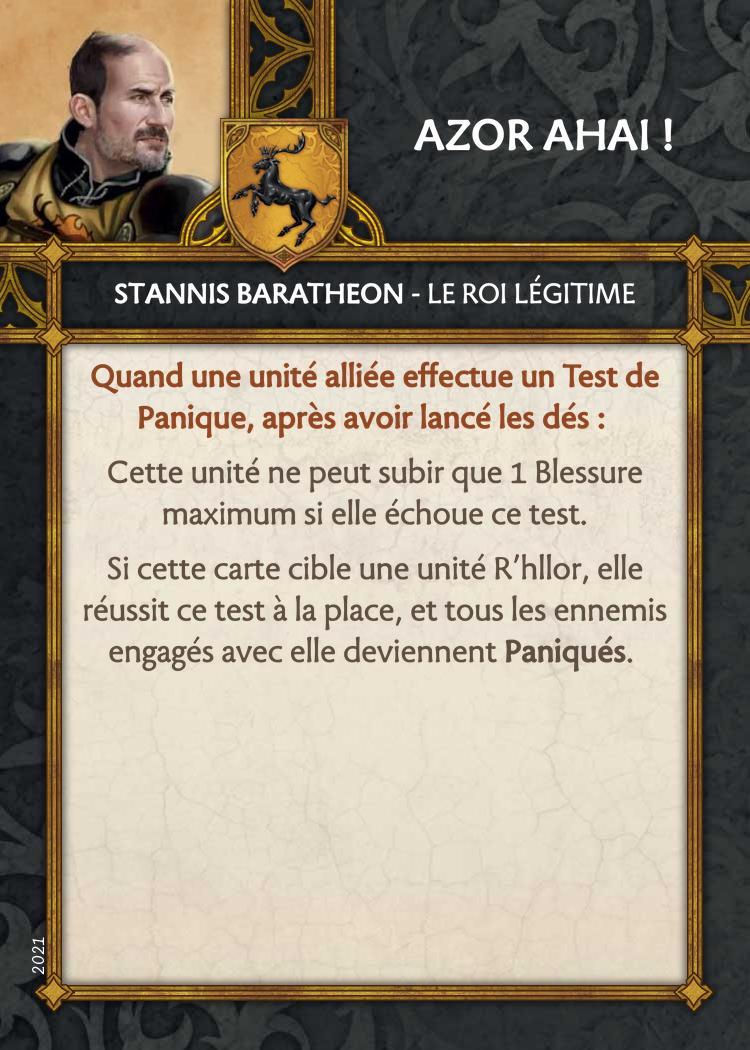 AZOR AHAI !
STANNIS BARATHEON - LE ROI LÉGITIME
Quand une unité alliée effectue un Test de
Panique, après avoir lancé les dés :
Cette unité ne peut subir que 1 Blessure
maximum si elle échoue ce test.
Si cette carte cible une unité R'hllor, elle
réussit ce test à la place, et tous les ennemis
engagés avec elle deviennent Paniqués.
2021